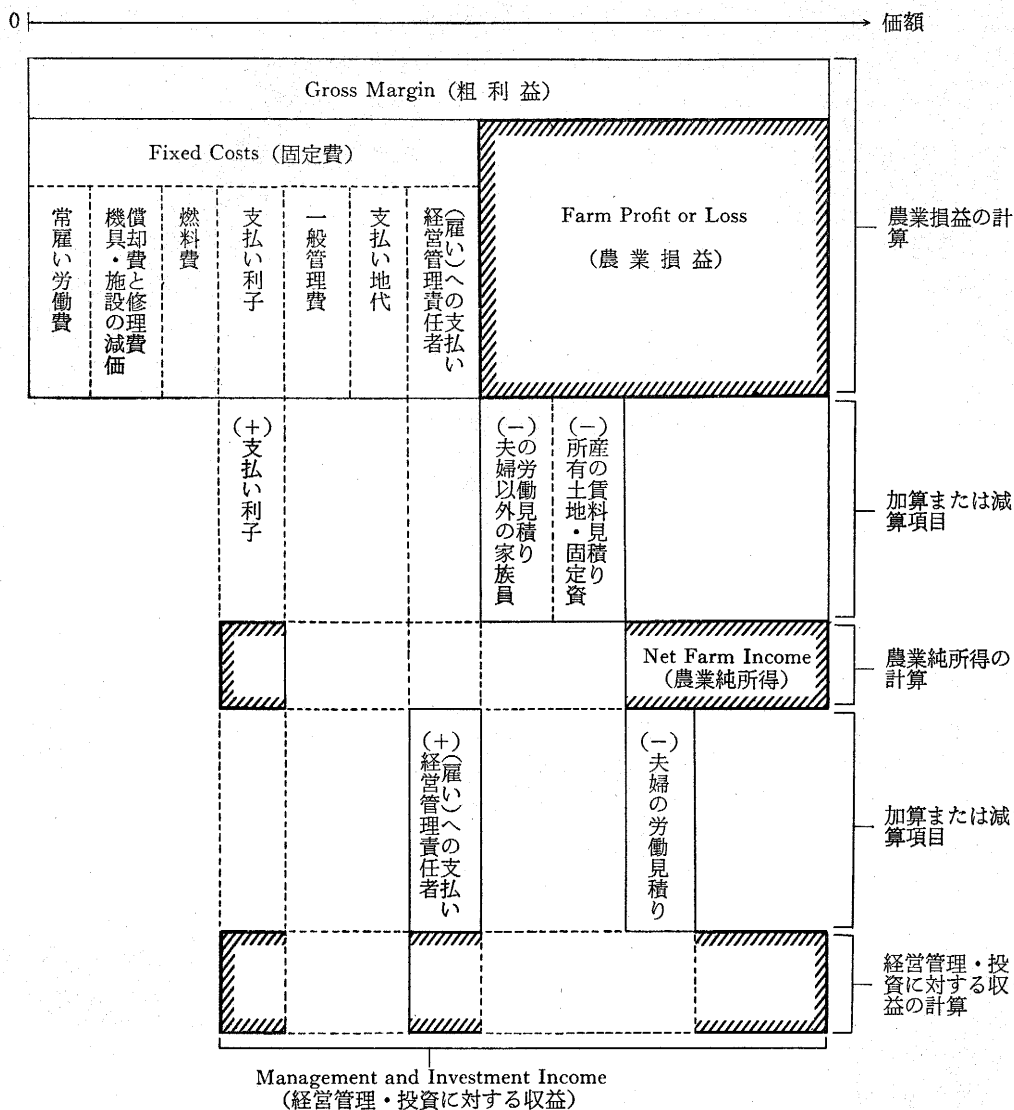 0
価額
Gross Margin (粗利益)
Fixed Costs (固定費)
常雇い労働費
機具・施設の減価
償却費と修理費
燃料費
支払い利子
一般管理費
支払い地代
経営管理責任者
(雇い)への支払い
Farm Profit or Loss
(農業損益)
農業損益の計
算
(+)支払い利子
(−)夫婦以外の家族員
の労働見積り
(−)所有土地・固定資
産の賃料見積り
加算または減
算項目
Net Farm Income
(農業純所得)
農業純所得の
計算
(+)経営管理責任者
(雇い)への支払い
(−)夫婦の労働見積り
加算または減
算項目
経営管理・投
資に対する収
益の計算
Management and Investment Income
(経営管理・投資に対する収益)